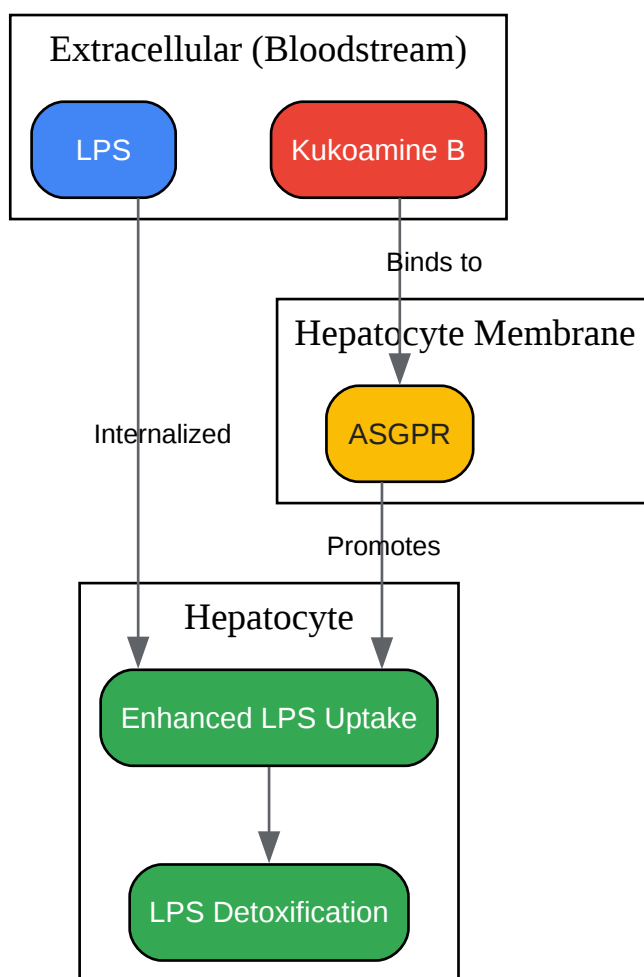 Extracellular (Bloodstream)
LPS
Kukoamine B
Binds to
Hepatocyte Membrane
ASGPR
Internalized
Promotes
Hepatocyte
Enhanced LPS Uptake
LPS Detoxification